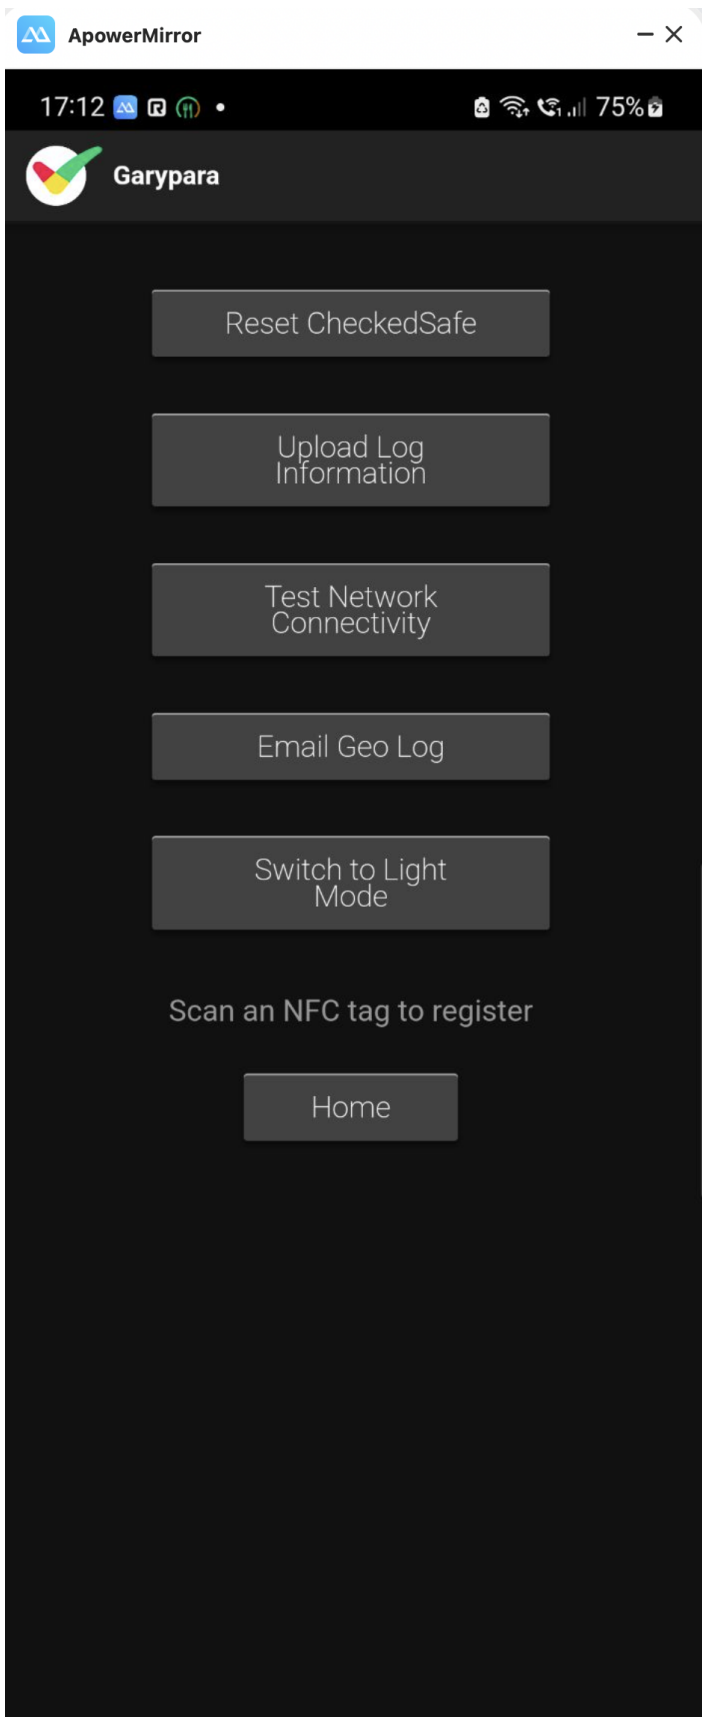 ApowerMirror
17:12
75%
Garypara
Reset CheckedSafe
Upload Log
Information
Test Network
Connectivity
Email Geo Log
Switch to Light
Mode
Scan an NFC tag to register
Home